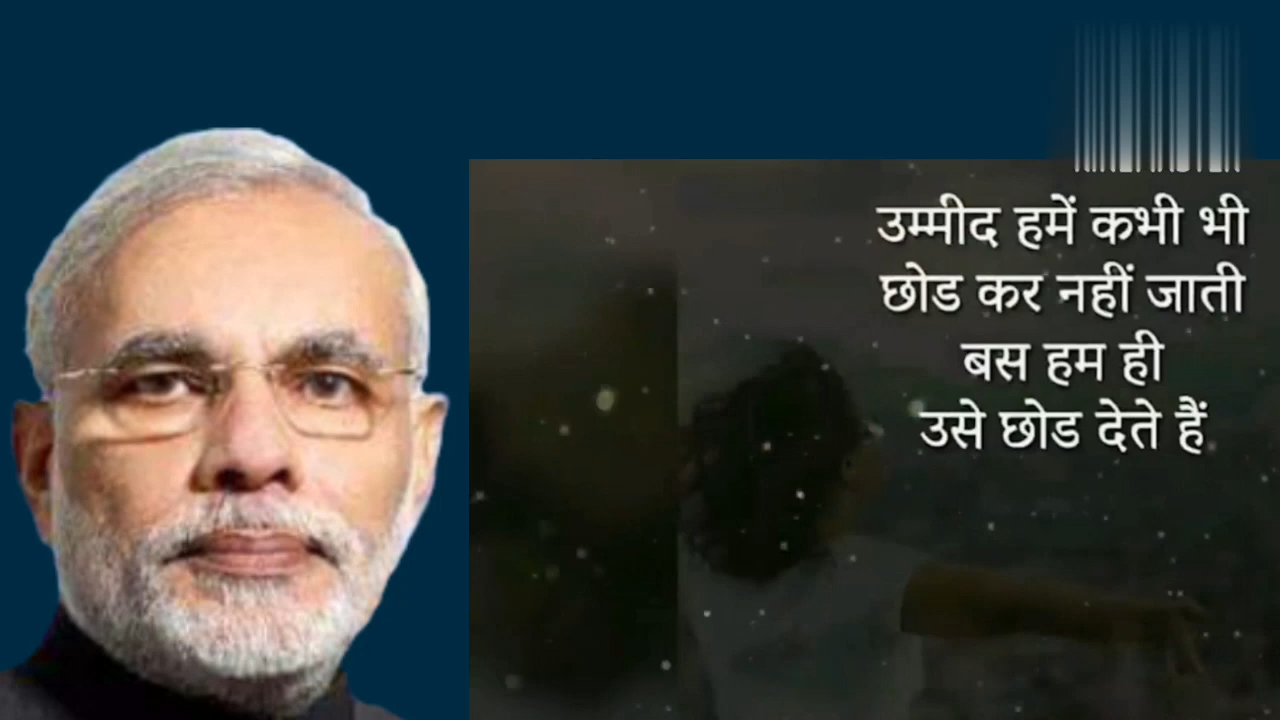 उम्मीद हमें कभी भी
छोड कर नहीं जाती
बस हम ही
उसे छोड देते हैं